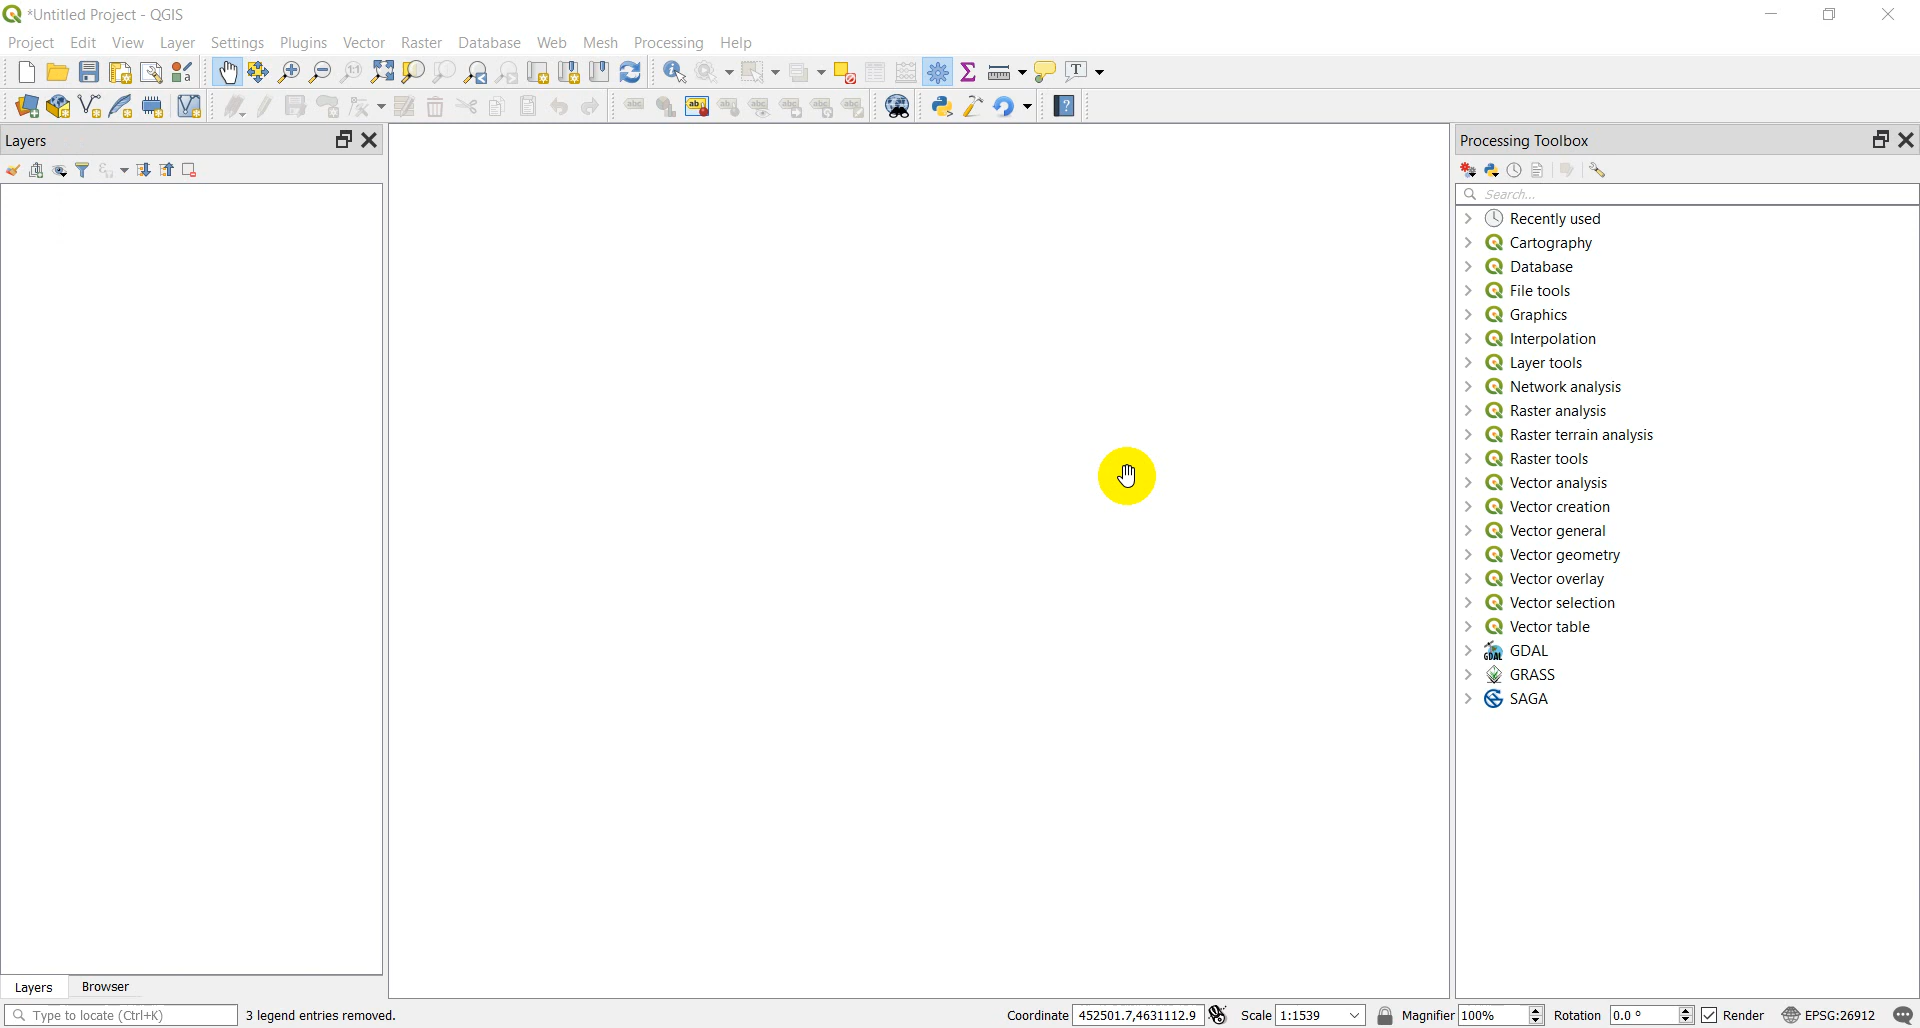 *Untitled Project - QGIS
Project Edit View Layer Settings Plugins Vector Raster Database Web Mesh Processing Help
Layers
Processing Toolbox
Search...
Recently used
Cartography
Database
File tools
Graphics
Interpolation
Layer tools
Network analysis
Raster analysis
Raster terrain analysis
Raster tools
Vector analysis
Vector creation
Vector general
Vector geometry
Vector overlay
Vector selection
Vector table
GDAL
GRASS
SAGA
Layers Browser
Type to locate (Ctrl+K) 3 legend entries removed. Coordinate 452501.7,4631112.9 Scale 1:1539 Magnifier 100% Rotation 0.0 ° Render EPSG:26912